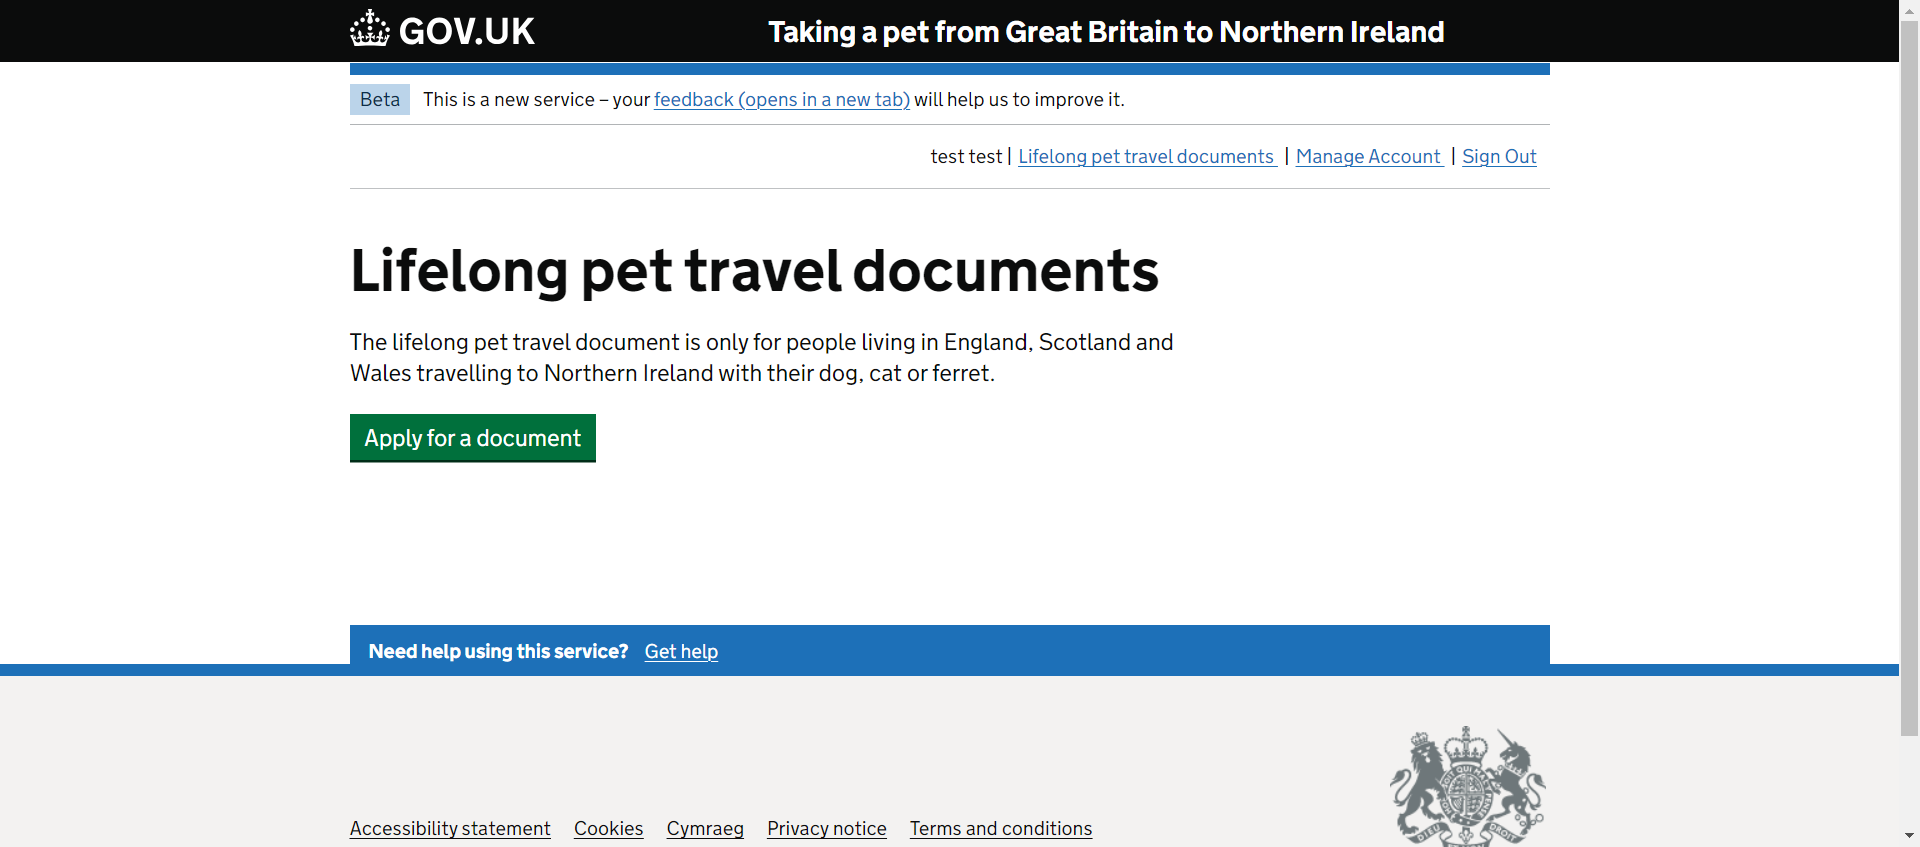 GOV.UK
Taking a pet from Great Britain to Northern Ireland
Beta This is a new service – your feedback (opens in a new tab) will help us to improve it.
test test | Lifelong pet travel documents | Manage Account | Sign Out
Lifelong pet travel documents
The lifelong pet travel document is only for people living in England, Scotland and
Wales travelling to Northern Ireland with their dog, cat or ferret.
Apply for a document
Need help using this service? Get help
Accessibility statement Cookies Cymraeg Privacy notice Terms and conditions